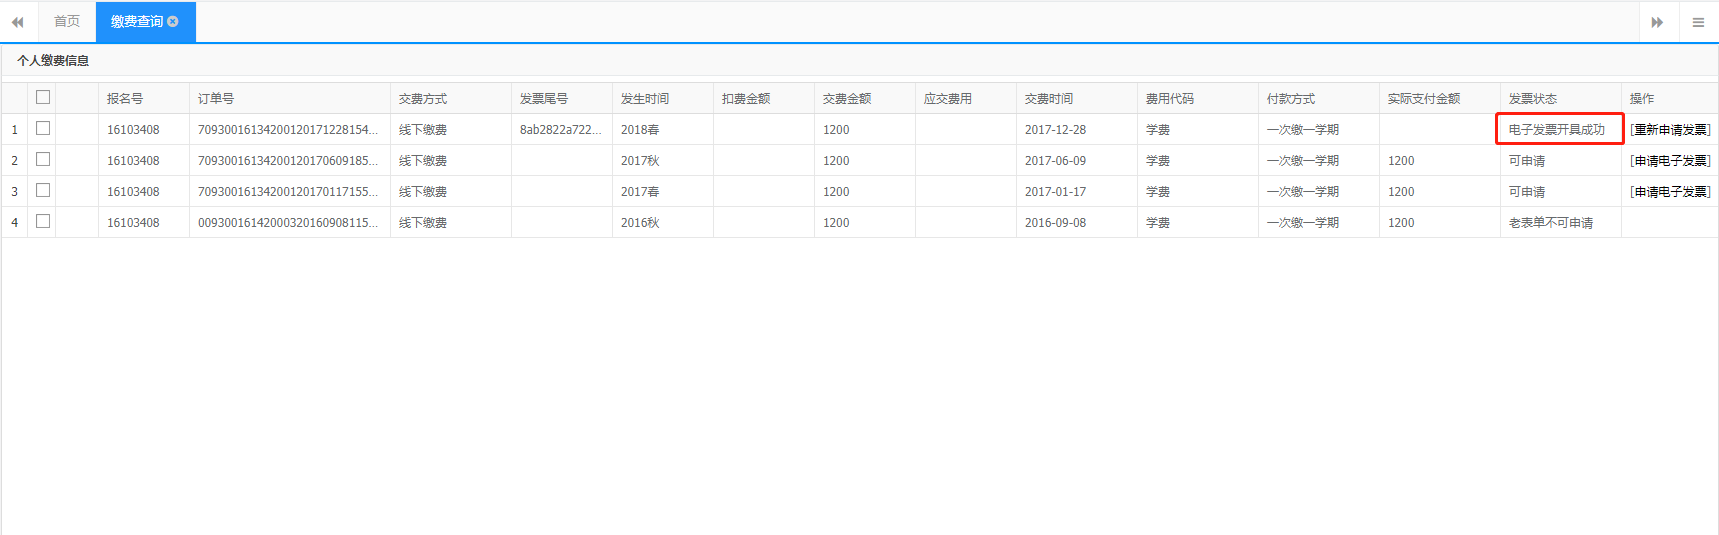 首页 缴费查询
个人缴费信息
报名号 订单号 交费方式 发票尾号 发生时间 扣费金额 交费金额 应交费用 交费时间 费用代码 付款方式 实际支付金额 发票状态 操作
1 16103408 70930016134200120171228154... 线下缴费 8ab2822a722... 2018春 1200 2017-12-28 学费 一次缴一学期 电子发票开具成功 [重新申请发票]
2 16103408 70930016134200120170609185... 线下缴费 2017秋 1200 2017-06-09 学费 一次缴一学期 1200 可申请 [申请电子发票]
3 16103408 70930016134200120170117155... 线下缴费 2017春 1200 2017-01-17 学费 一次缴一学期 1200 可申请 [申请电子发票]
4 16103408 00930016142000320160908115... 线下缴费 2016秋 1200 2016-09-08 学费 一次缴一学期 1200 老表单不可申请